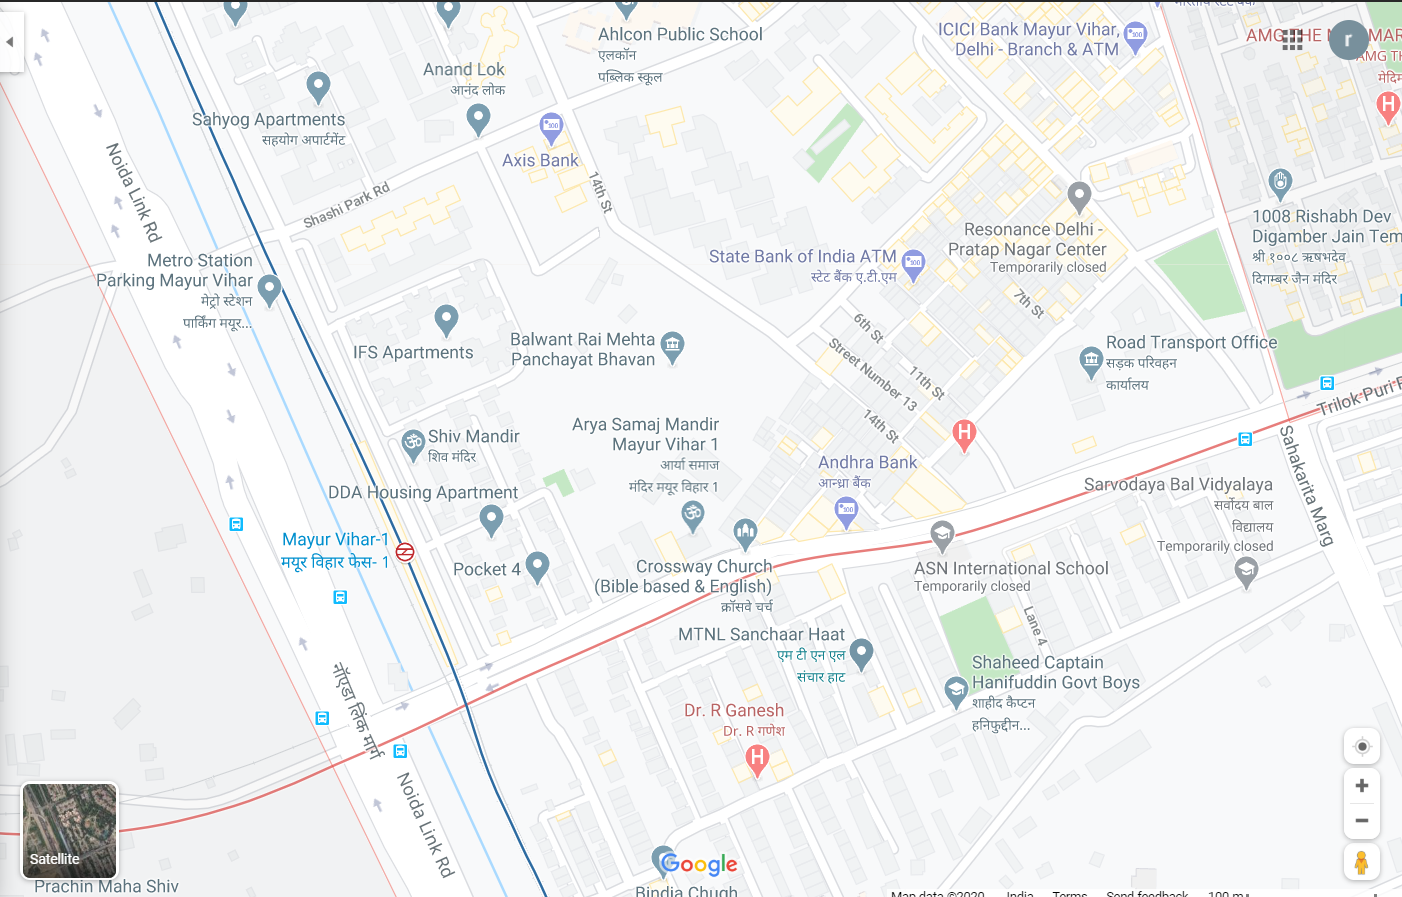 Ahlcon Public School
एलकॉन
पब्लिक स्कूल
ICICI Bank Mayur Vihar,
Delhi - Branch & ATM
Anand Lok
आनंद लोक
Sahyog Apartments
सहयोग अपार्टमेंट
Axis Bank
14th St
Shashi Park Rd
Noida Link Rd
मेदिम
H
r
1008 Rishabh Dev
Digamber Jain Tem
श्री १००८ ऋषभदेव
दिगम्बर जैन मंदिर
Resonance Delhi -
Pratap Nagar Center
Temporarily closed
State Bank of India ATM
स्टेट बैंक ए.टी.एम
Metro Station
Parking Mayur Vihar
मेट्रो स्टेशन
पार्किंग मयूर...
7th St
6th St
Street Number 13
11th St
14th St
IFS Apartments
Balwant Rai Mehta
Panchayat Bhavan
Road Transport Office
सड़क परिवहन
कार्यालय
Trilok Puri R
Sahakarita Marg
H
Arya Samaj Mandir
Mayur Vihar 1
आर्या समाज
मंदिर मयूर विहार 1
Shiv Mandir
शिव मंदिर
Andhra Bank
आन्ध्रा बैंक
DDA Housing Apartment
Sarvodaya Bal Vidyalaya
सर्वोदय बाल
विद्यालय
Temporarily closed
Mayur Vihar-1
मयूर विहार फेस- 1
Pocket 4
Crossway Church
(Bible based & English)
क्रॉसवे चर्च
ASN International School
Temporarily closed
Lane 4
MTNL Sanchaar Haat
एम टी एन एल
संचार हाट
Shaheed Captain
Hanifuddin Govt Boys
शाहीद कैप्टन
हनिफुद्दीन...
नॉएडा लिंक मार्ग
Dr. R Ganesh
Dr. R गणेश
H
Noida Link Rd
Satellite
Google
Prachin Maha Shiv
Bindia Chugh
Map data ©2020
India
Terms
Send feedback
100 m